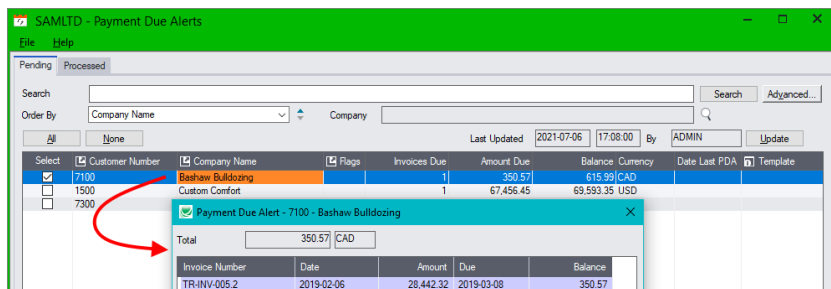 SAMLTD - Payment Due Alerts
File Help
Pending Processed
Search Search Advanced...
Order By Company Name Company
All None Last Updated 2021-07-06 17:08:00 By ADMIN Update
Select Customer Number Company Name Flags Invoices Due Amount Due Balance Currency Date Last PDA Template
7100 Bashaw Bulldozing 1 350.57 615.99 CAD
1500 Custom Comfort 1 67,456.45 69,593.35 USD
7300
Payment Due Alert - 7100 - Bashaw Bulldozing
Total 350.57 CAD
Invoice Number Date Amount Due Balance
TR-INV-005.2 2019-02-06 28,442.32 2019-03-08 350.57